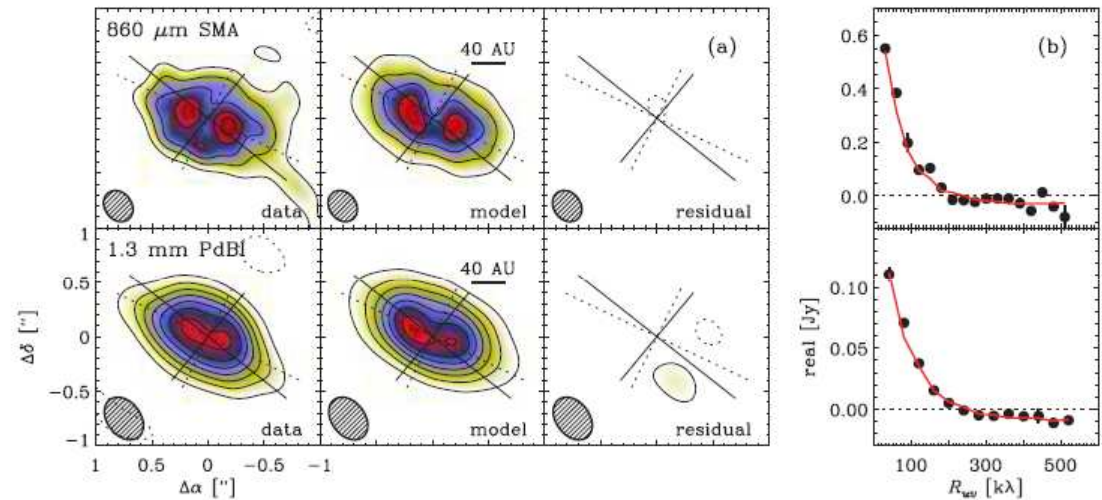 860 μm SMA
data
40 AU
model
(a)
residual
1.3 mm PdBI
data
40 AU
model
residual
1
0.5
0
−0.5
−1
Δδ ["]
1 0.5 0 −0.5 −1
Δα ["]
(b)
0.6
0.4
0.2
0.0
0.10
0.05
0.00
real [Jy]
100 300 500
R_uv [kλ]